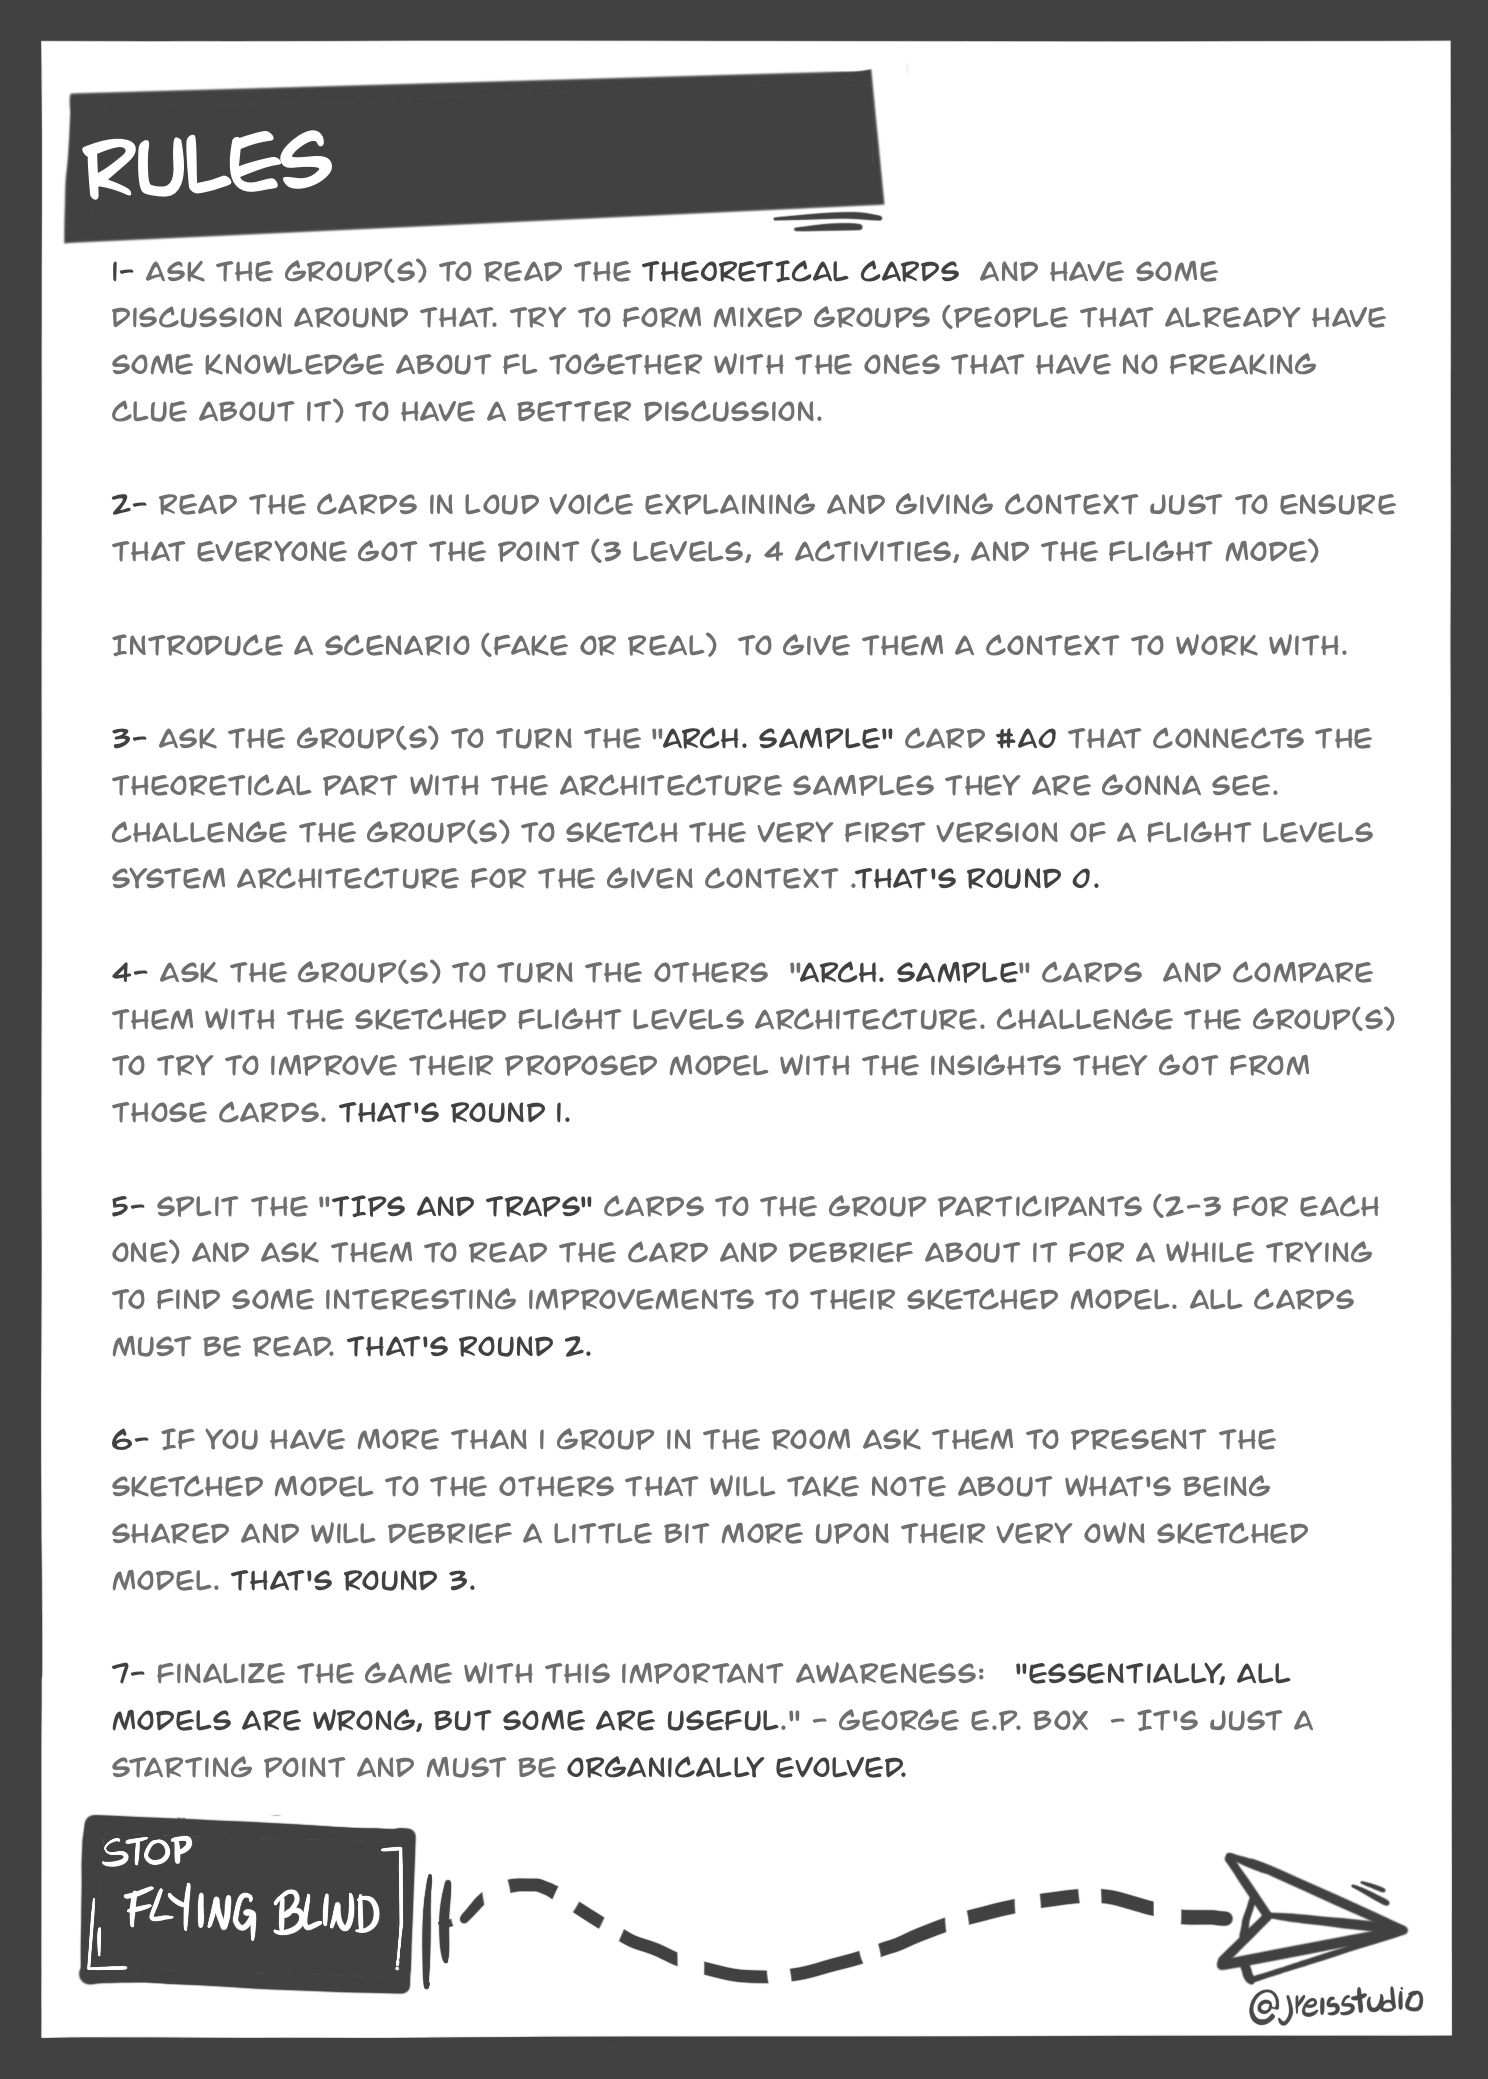 RULES
1- ASK THE GROUP(S) TO READ THE THEORETICAL CARDS AND HAVE SOME
DISCUSSION AROUND THAT. TRY TO FORM MIXED GROUPS (PEOPLE THAT ALREADY HAVE
SOME KNOWLEDGE ABOUT FL TOGETHER WITH THE ONES THAT HAVE NO FREAKING
CLUE ABOUT IT) TO HAVE A BETTER DISCUSSION.
2- READ THE CARDS IN LOUD VOICE EXPLAINING AND GIVING CONTEXT JUST TO ENSURE
THAT EVERYONE GOT THE POINT (3 LEVELS, 4 ACTIVITIES, AND THE FLIGHT MODE)
INTRODUCE A SCENARIO (FAKE OR REAL) TO GIVE THEM A CONTEXT TO WORK WITH.
3- ASK THE GROUP(S) TO TURN THE "ARCH. SAMPLE" CARD #A0 THAT CONNECTS THE
THEORETICAL PART WITH THE ARCHITECTURE SAMPLES THEY ARE GONNA SEE.
CHALLENGE THE GROUP(S) TO SKETCH THE VERY FIRST VERSION OF A FLIGHT LEVELS
SYSTEM ARCHITECTURE FOR THE GIVEN CONTEXT .THAT'S ROUND 0.
4- ASK THE GROUP(S) TO TURN THE OTHERS "ARCH. SAMPLE" CARDS AND COMPARE
THEM WITH THE SKETCHED FLIGHT LEVELS ARCHITECTURE. CHALLENGE THE GROUP(S)
TO TRY TO IMPROVE THEIR PROPOSED MODEL WITH THE INSIGHTS THEY GOT FROM
THOSE CARDS. THAT'S ROUND 1.
5- SPLIT THE "TIPS AND TRAPS" CARDS TO THE GROUP PARTICIPANTS (2-3 FOR EACH
ONE) AND ASK THEM TO READ THE CARD AND DEBRIEF ABOUT IT FOR A WHILE TRYING
TO FIND SOME INTERESTING IMPROVEMENTS TO THEIR SKETCHED MODEL. ALL CARDS
MUST BE READ. THAT'S ROUND 2.
6- IF YOU HAVE MORE THAN 1 GROUP IN THE ROOM ASK THEM TO PRESENT THE
SKETCHED MODEL TO THE OTHERS THAT WILL TAKE NOTE ABOUT WHAT'S BEING
SHARED AND WILL DEBRIEF A LITTLE BIT MORE UPON THEIR VERY OWN SKETCHED
MODEL. THAT'S ROUND 3.
7- FINALIZE THE GAME WITH THIS IMPORTANT AWARENESS: "ESSENTIALLY, ALL
MODELS ARE WRONG, BUT SOME ARE USEFUL." - GEORGE E.P. BOX - IT'S JUST A
STARTING POINT AND MUST BE ORGANICALLY EVOLVED.
STOP
FLYING BLIND
@jreisstudio